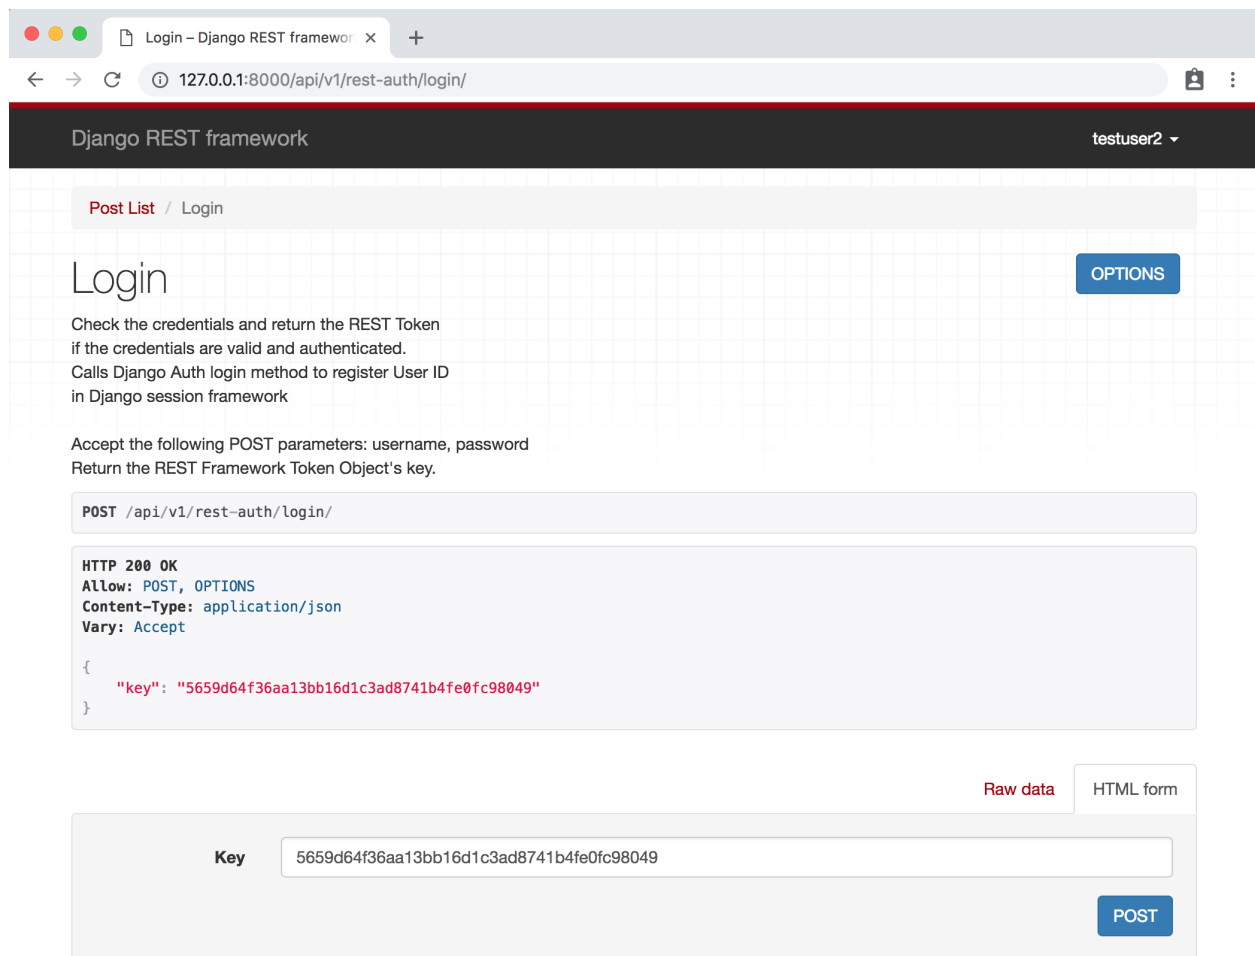 Login – Django REST framewor
127.0.0.1:8000/api/v1/rest-auth/login/
Django REST framework
testuser2
Post List / Login
Login
OPTIONS
Check the credentials and return the REST Token
if the credentials are valid and authenticated.
Calls Django Auth login method to register User ID
in Django session framework
Accept the following POST parameters: username, password
Return the REST Framework Token Object's key.
POST /api/v1/rest-auth/login/
HTTP 200 OK
Allow: POST, OPTIONS
Content-Type: application/json
Vary: Accept
{
"key": "5659d64f36aa13bb16d1c3ad8741b4fe0fc98049"
}
Raw data
HTML form
Key
5659d64f36aa13bb16d1c3ad8741b4fe0fc98049
POST